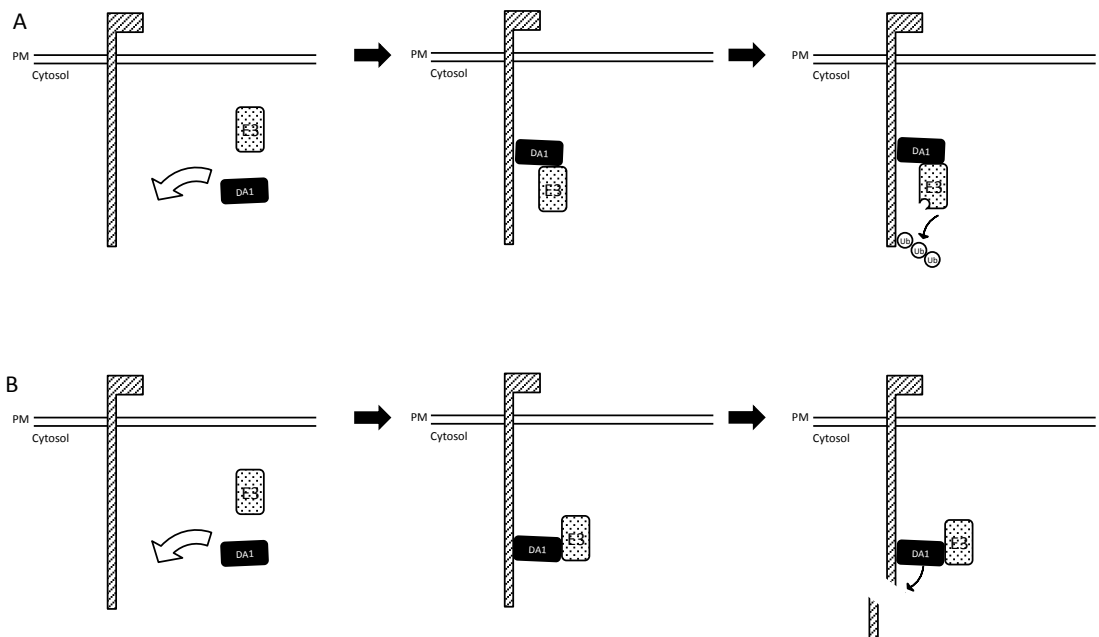 A
PM
Cytosol
E3
DA1
PM
Cytosol
DA1
E3
PM
Cytosol
DA1
E3
Ub
Ub
Ub
B
PM
Cytosol
E3
DA1
PM
Cytosol
E3
DA1
PM
Cytosol
E3
DA1